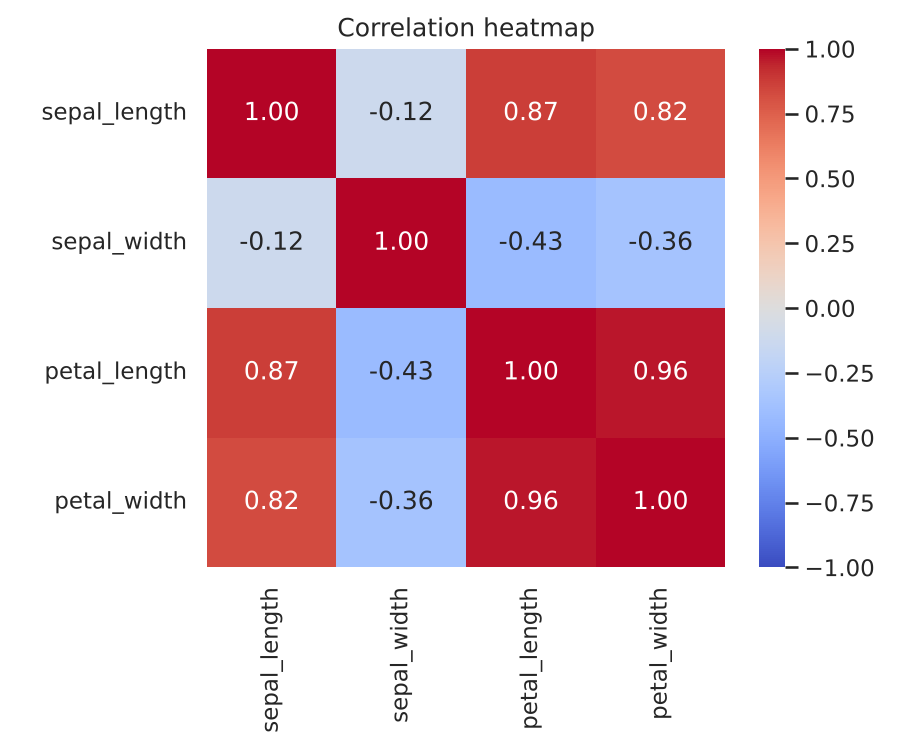 Correlation heatmap
sepal_length 1.00 -0.12 0.87 0.82
sepal_width -0.12 1.00 -0.43 -0.36
petal_length 0.87 -0.43 1.00 0.96
petal_width 0.82 -0.36 0.96 1.00
sepal_length
sepal_width
petal_length
petal_width
1.00
0.75
0.50
0.25
0.00
−0.25
−0.50
−0.75
−1.00